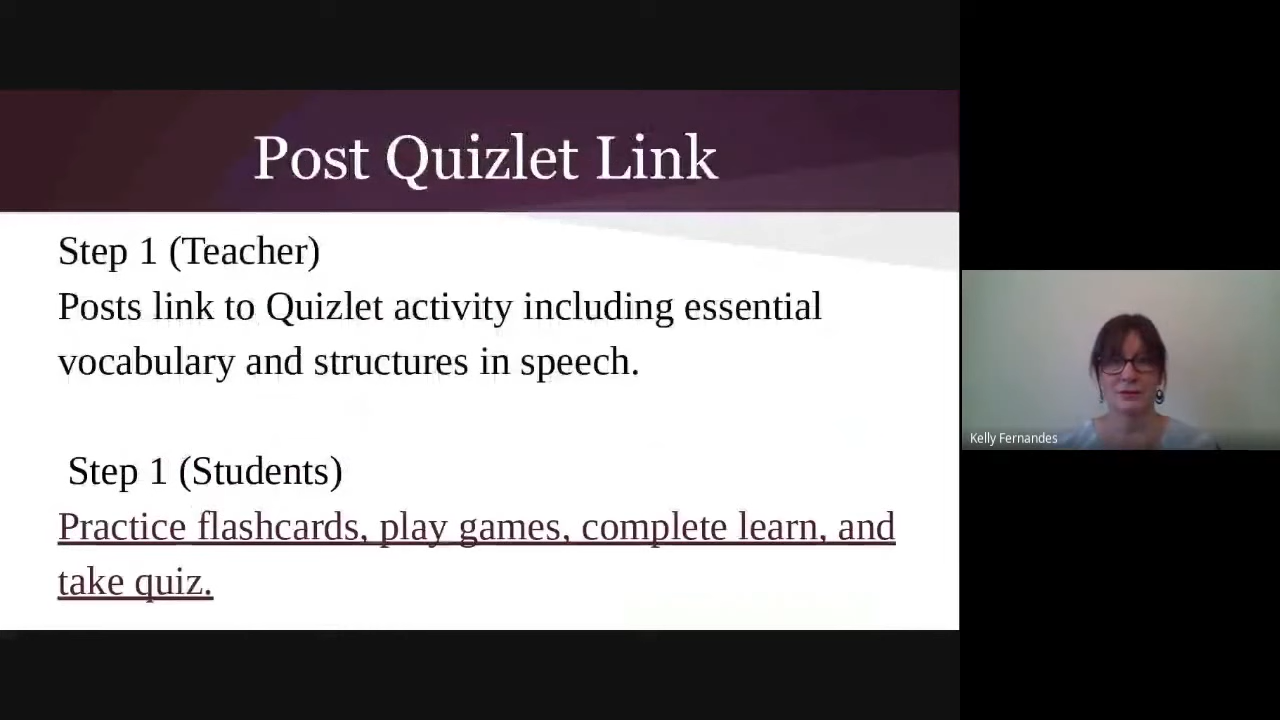 Post Quizlet Link
Step 1 (Teacher)
Posts link to Quizlet activity including essential
vocabulary and structures in speech.
Step 1 (Students)
Practice flashcards, play games, complete learn, and
take quiz.
Kelly Fernandes